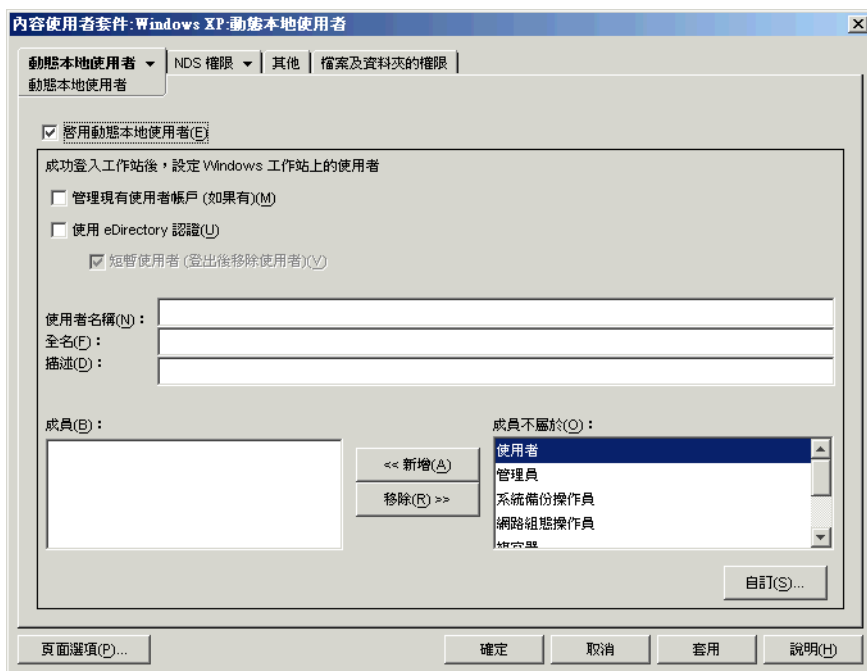 內容使用者套件:Windows XP:動態本地使用者
動態本地使用者 NDS 權限 其他 檔案及資料夾的權限
動態本地使用者
啓用動態本地使用者(E)
成功登入工作站後，設定 Windows 工作站上的使用者
管理現有使用者帳戶 (如果有)(M)
使用 eDirectory 認證(U)
短暫使用者 (登出後移除使用者)(V)
使用者名稱(N)：
全名(F)：
描述(D)：
成員(B)：
成員不屬於(O)：
<< 新增(A)
移除(R) >>
使用者
管理員
系統備份操作員
網路組態操作員
自訂(S)...
頁面選項(P)...
確定
取消
套用
說明(H)